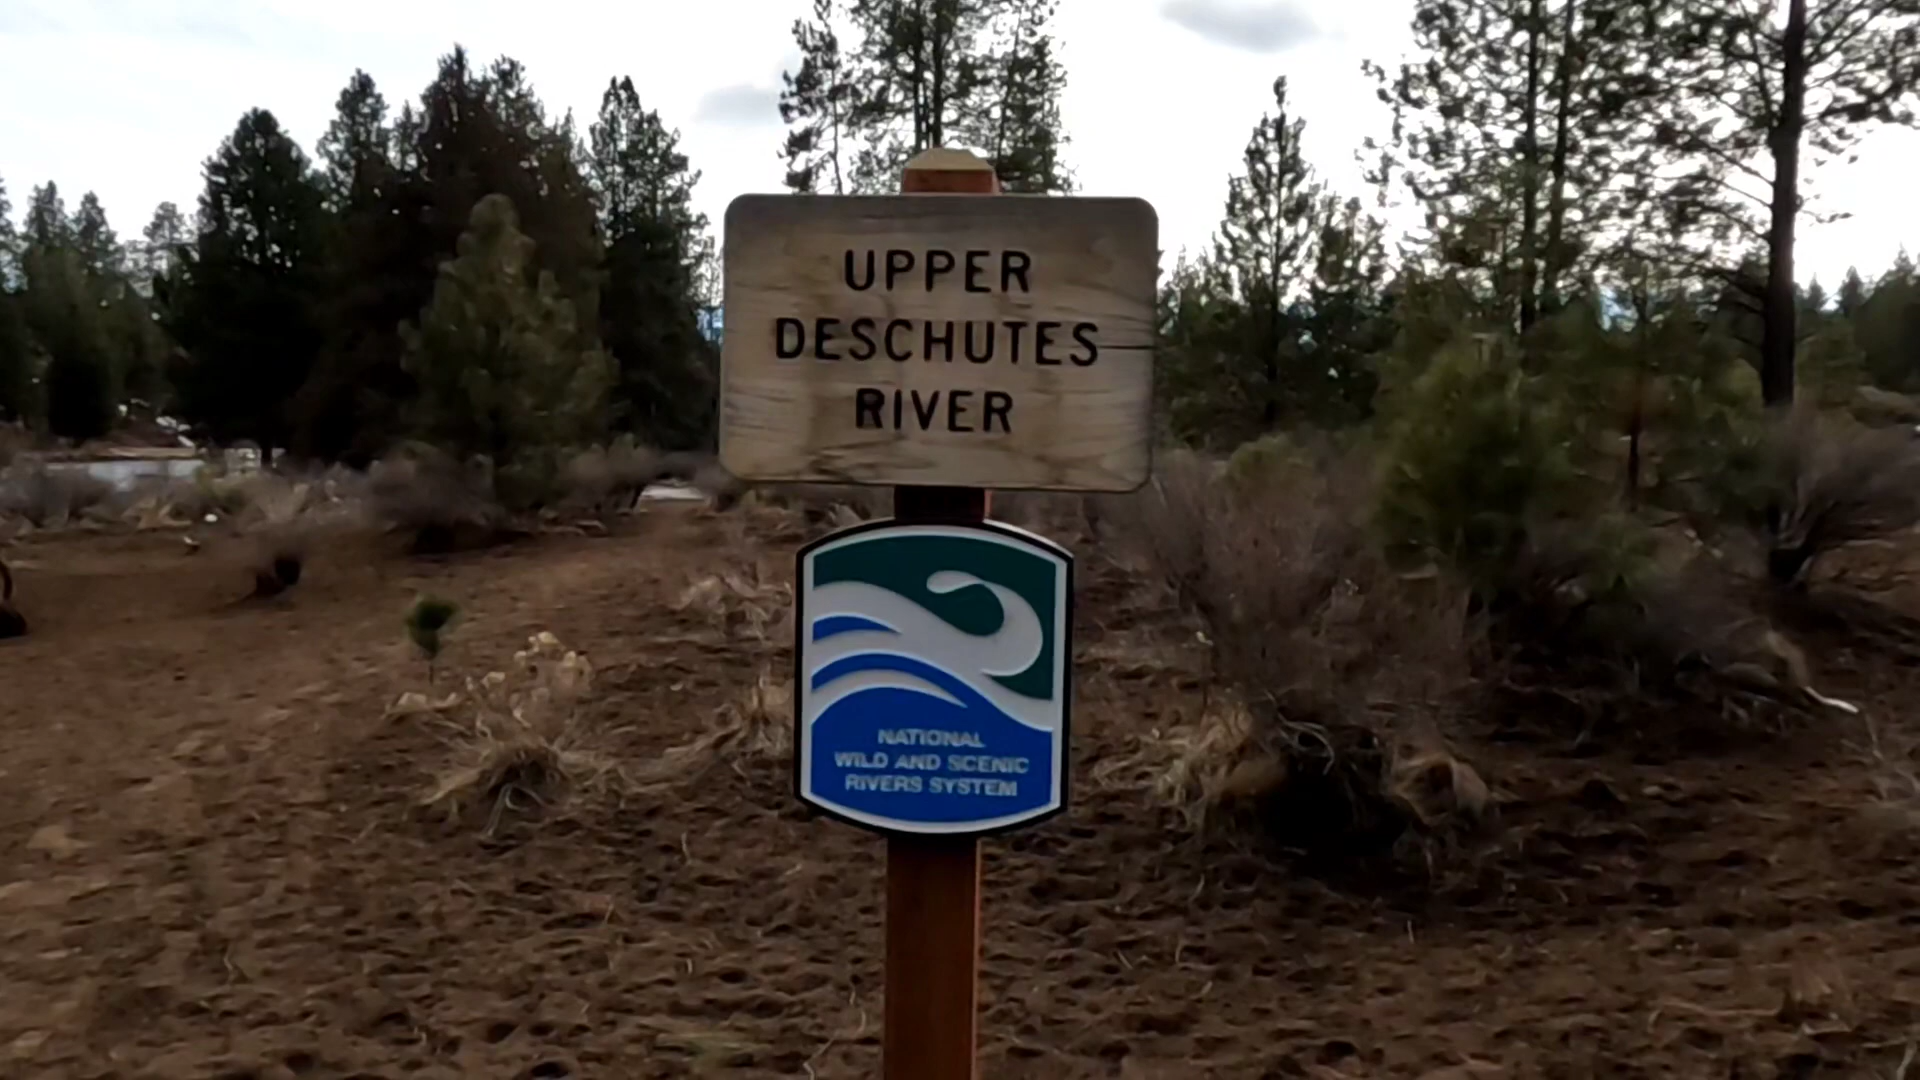 UPPER
DESCHUTES
RIVER
NATIONAL
WILD AND SCENIC
RIVERS SYSTEM